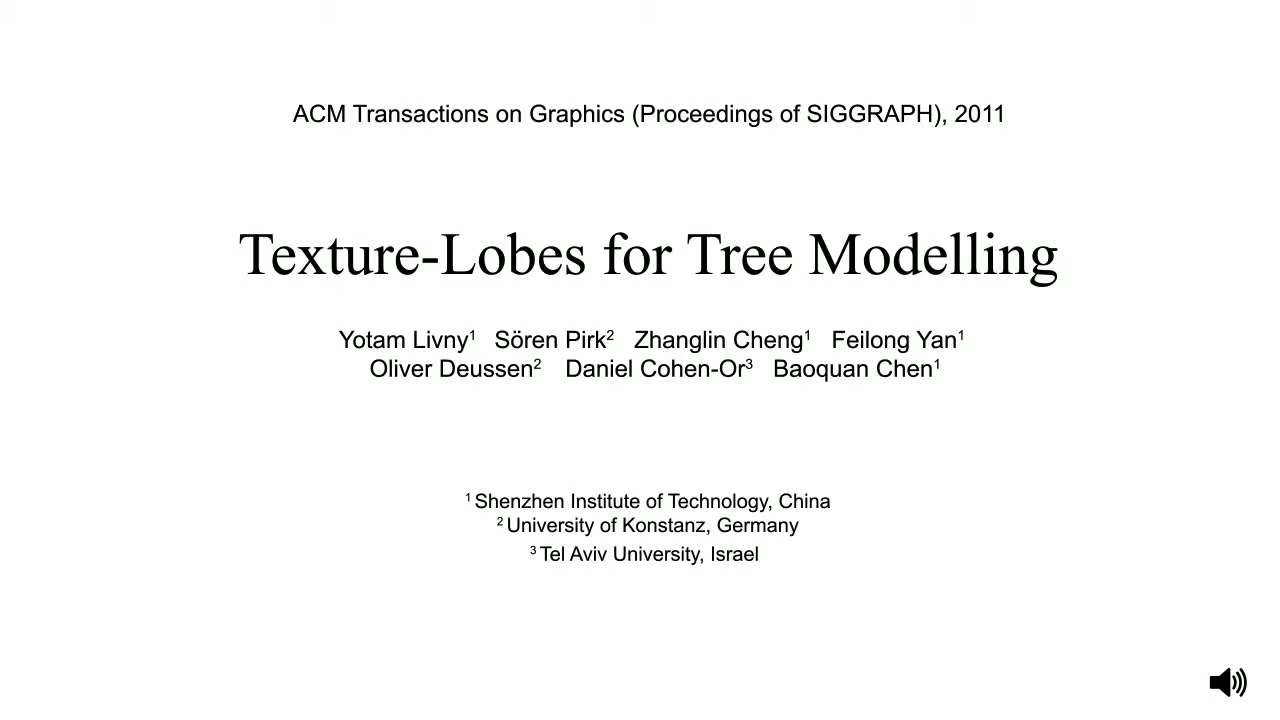 ACM Transactions on Graphics (Proceedings of SIGGRAPH), 2011
Texture-Lobes for Tree Modelling
Yotam Livny¹ Sören Pirk² Zhanglin Cheng¹ Feilong Yan¹
Oliver Deussen² Daniel Cohen-Or³ Baoquan Chen¹
¹ Shenzhen Institute of Technology, China
² University of Konstanz, Germany
³ Tel Aviv University, Israel